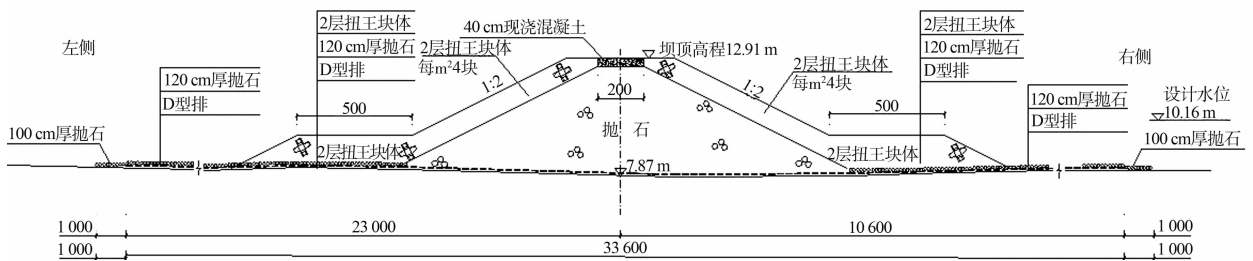 左侧
2层扭王块体
120 cm厚抛石
D型排
120 cm厚抛石
D型排
100 cm厚抛石
500
2层扭王块体
40 cm现浇混凝土
2层扭王块体
每m²4块
1:2
200
抛 石
7.87 m
坝顶高程12.91 m
2层扭王块体
每m²4块
1:2
2层扭王块体
120 cm厚抛石
D型排
500
2层扭王块体
右侧
120 cm厚抛石
D型排
设计水位
10.16 m
100 cm厚抛石
1 000
23 000
10 600
1 000
1 000
33 600
1 000